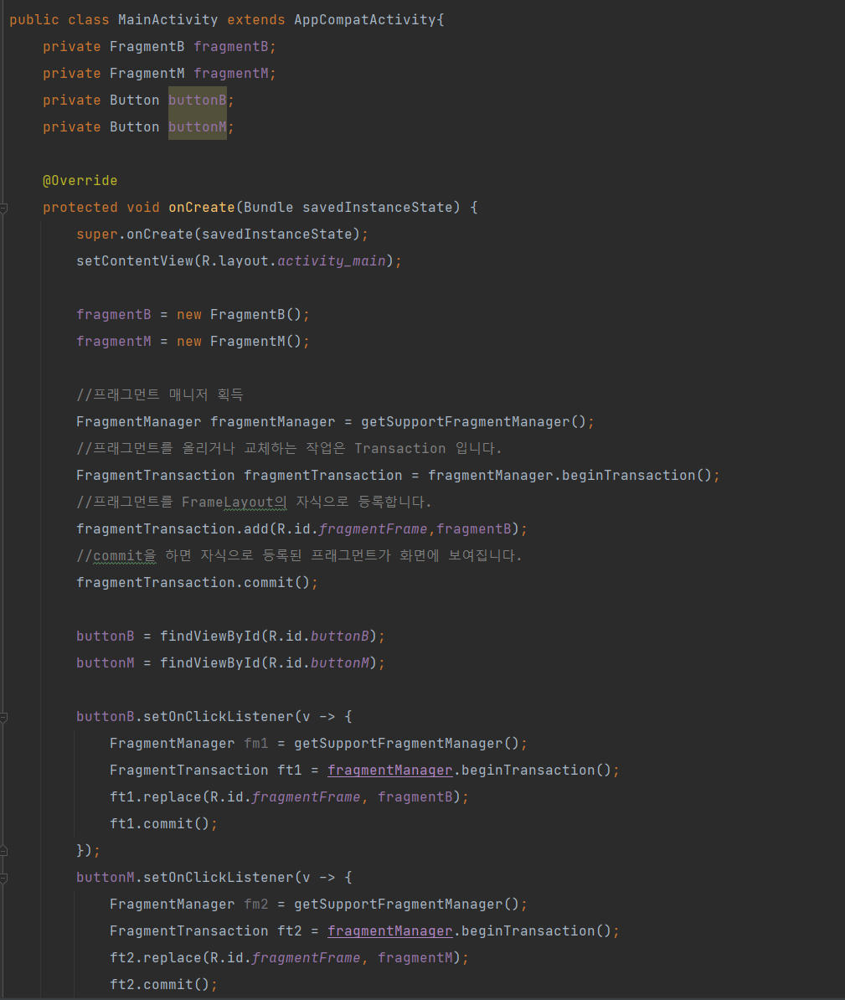 public class MainActivity extends AppCompatActivity{
    private FragmentB fragmentB;
    private FragmentM fragmentM;
    private Button buttonB;
    private Button buttonM;

    @Override
    protected void onCreate(Bundle savedInstanceState) {
        super.onCreate(savedInstanceState);
        setContentView(R.layout.activity_main);

        fragmentB = new FragmentB();
        fragmentM = new FragmentM();

        //프래그먼트 매니저 획득
        FragmentManager fragmentManager = getSupportFragmentManager();
        //프래그먼트를 올리거나 교체하는 작업은 Transaction 입니다.
        FragmentTransaction fragmentTransaction = fragmentManager.beginTransaction();
        //프래그먼트를 FrameLayout의 자식으로 등록합니다.
        fragmentTransaction.add(R.id.fragmentFrame,fragmentB);
        //commit을 하면 자식으로 등록된 프래그먼트가 화면에 보여집니다.
        fragmentTransaction.commit();

        buttonB = findViewById(R.id.buttonB);
        buttonM = findViewById(R.id.buttonM);

        buttonB.setOnClickListener(v -> {
            FragmentManager fm1 = getSupportFragmentManager();
            FragmentTransaction ft1 = fragmentManager.beginTransaction();
            ft1.replace(R.id.fragmentFrame, fragmentB);
            ft1.commit();
        });
        buttonM.setOnClickListener(v -> {
            FragmentManager fm2 = getSupportFragmentManager();
            FragmentTransaction ft2 = fragmentManager.beginTransaction();
            ft2.replace(R.id.fragmentFrame, fragmentM);
            ft2.commit();